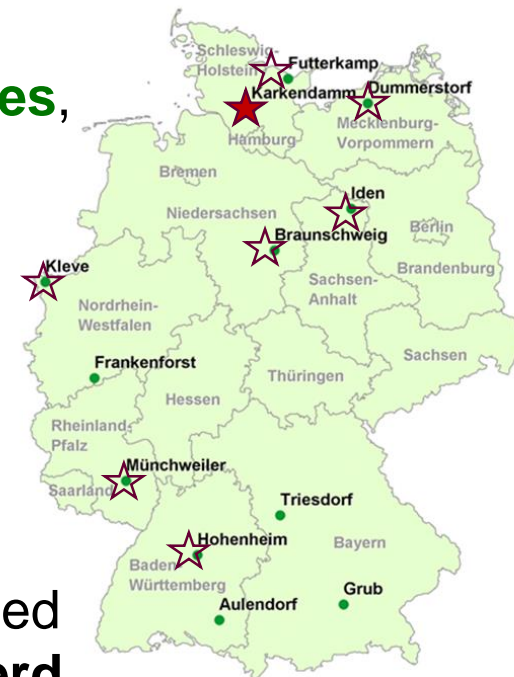 es,
Schleswig-
Holstein
Futterkamp
Karkendamm
Dummerstorf
Mecklenburg-
Vorpommern
Hamburg
Bremen
Iden
Niedersachsen
Berlin
Braunschweig
Brandenburg
Kleve
Sachsen-
Anhalt
Nordrhein-
Westfalen
Sachsen
Frankenforst
Thüringen
Hessen
Rheinland-
Pfalz
Münchweiler
Saarland
Triesdorf
Hohenheim
Bayern
Baden
Württemberg
Grub
Aulendorf
ed
erd